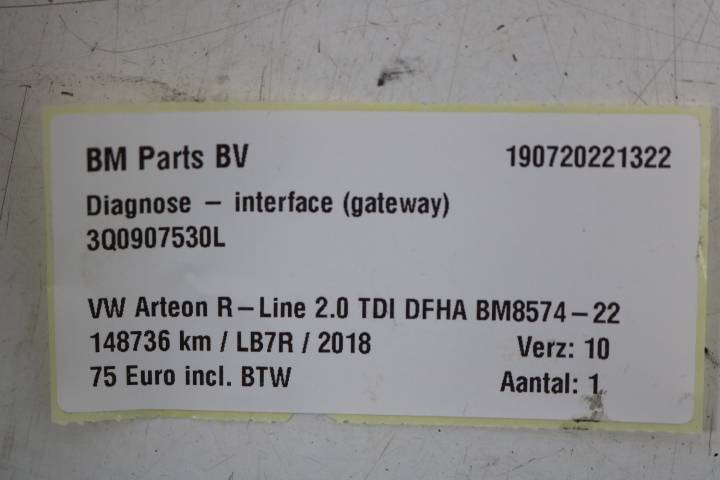 BM Parts BV 190720221322
Diagnose - interface (gateway)
3Q0907530L
VW Arteon R-Line 2.0 TDI DFHA BM8574-22
148736 km / LB7R / 2018 Verz: 10
75 Euro incl. BTW Aantal: 1